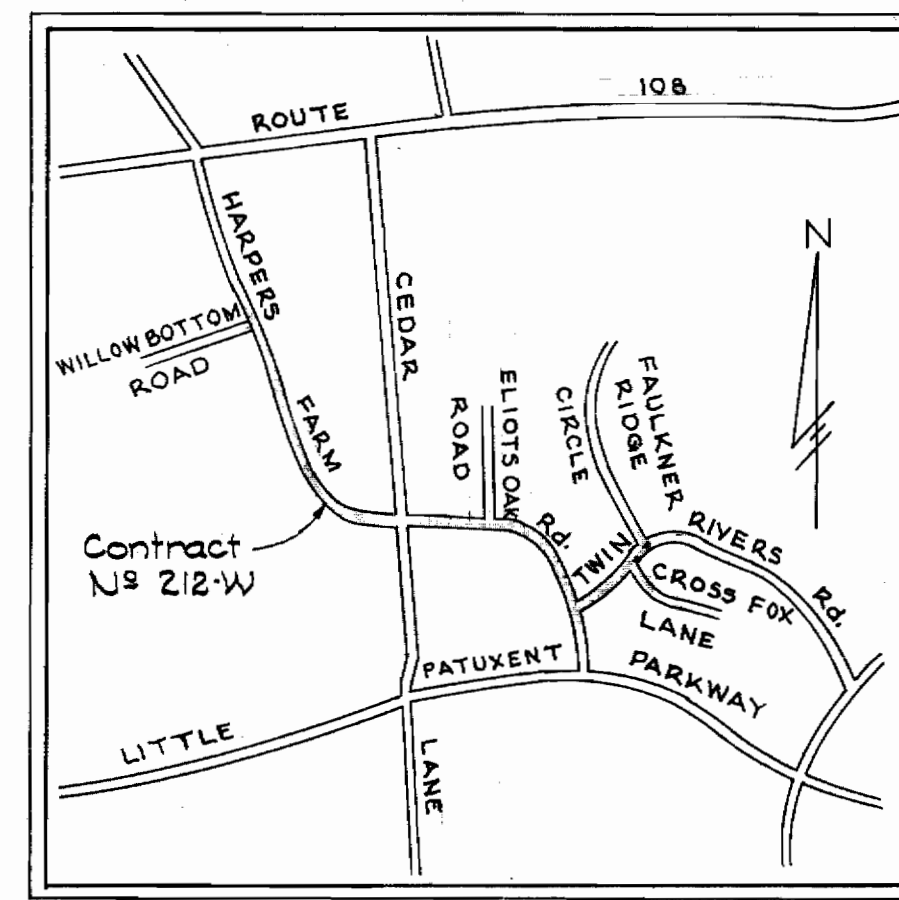 ROUTE
108
N
HARPERS
FARM
Rd.
WILLOW BOTTOM
ROAD
CEDAR
LANE
ELIOTS OAK
ROAD
FAULKNER
RIDGE
CIRCLE
TWIN
RIVERS
Rd.
CROSS FOX
LANE
Contract
Nº 212-W
LITTLE
PATUXENT
PARKWAY